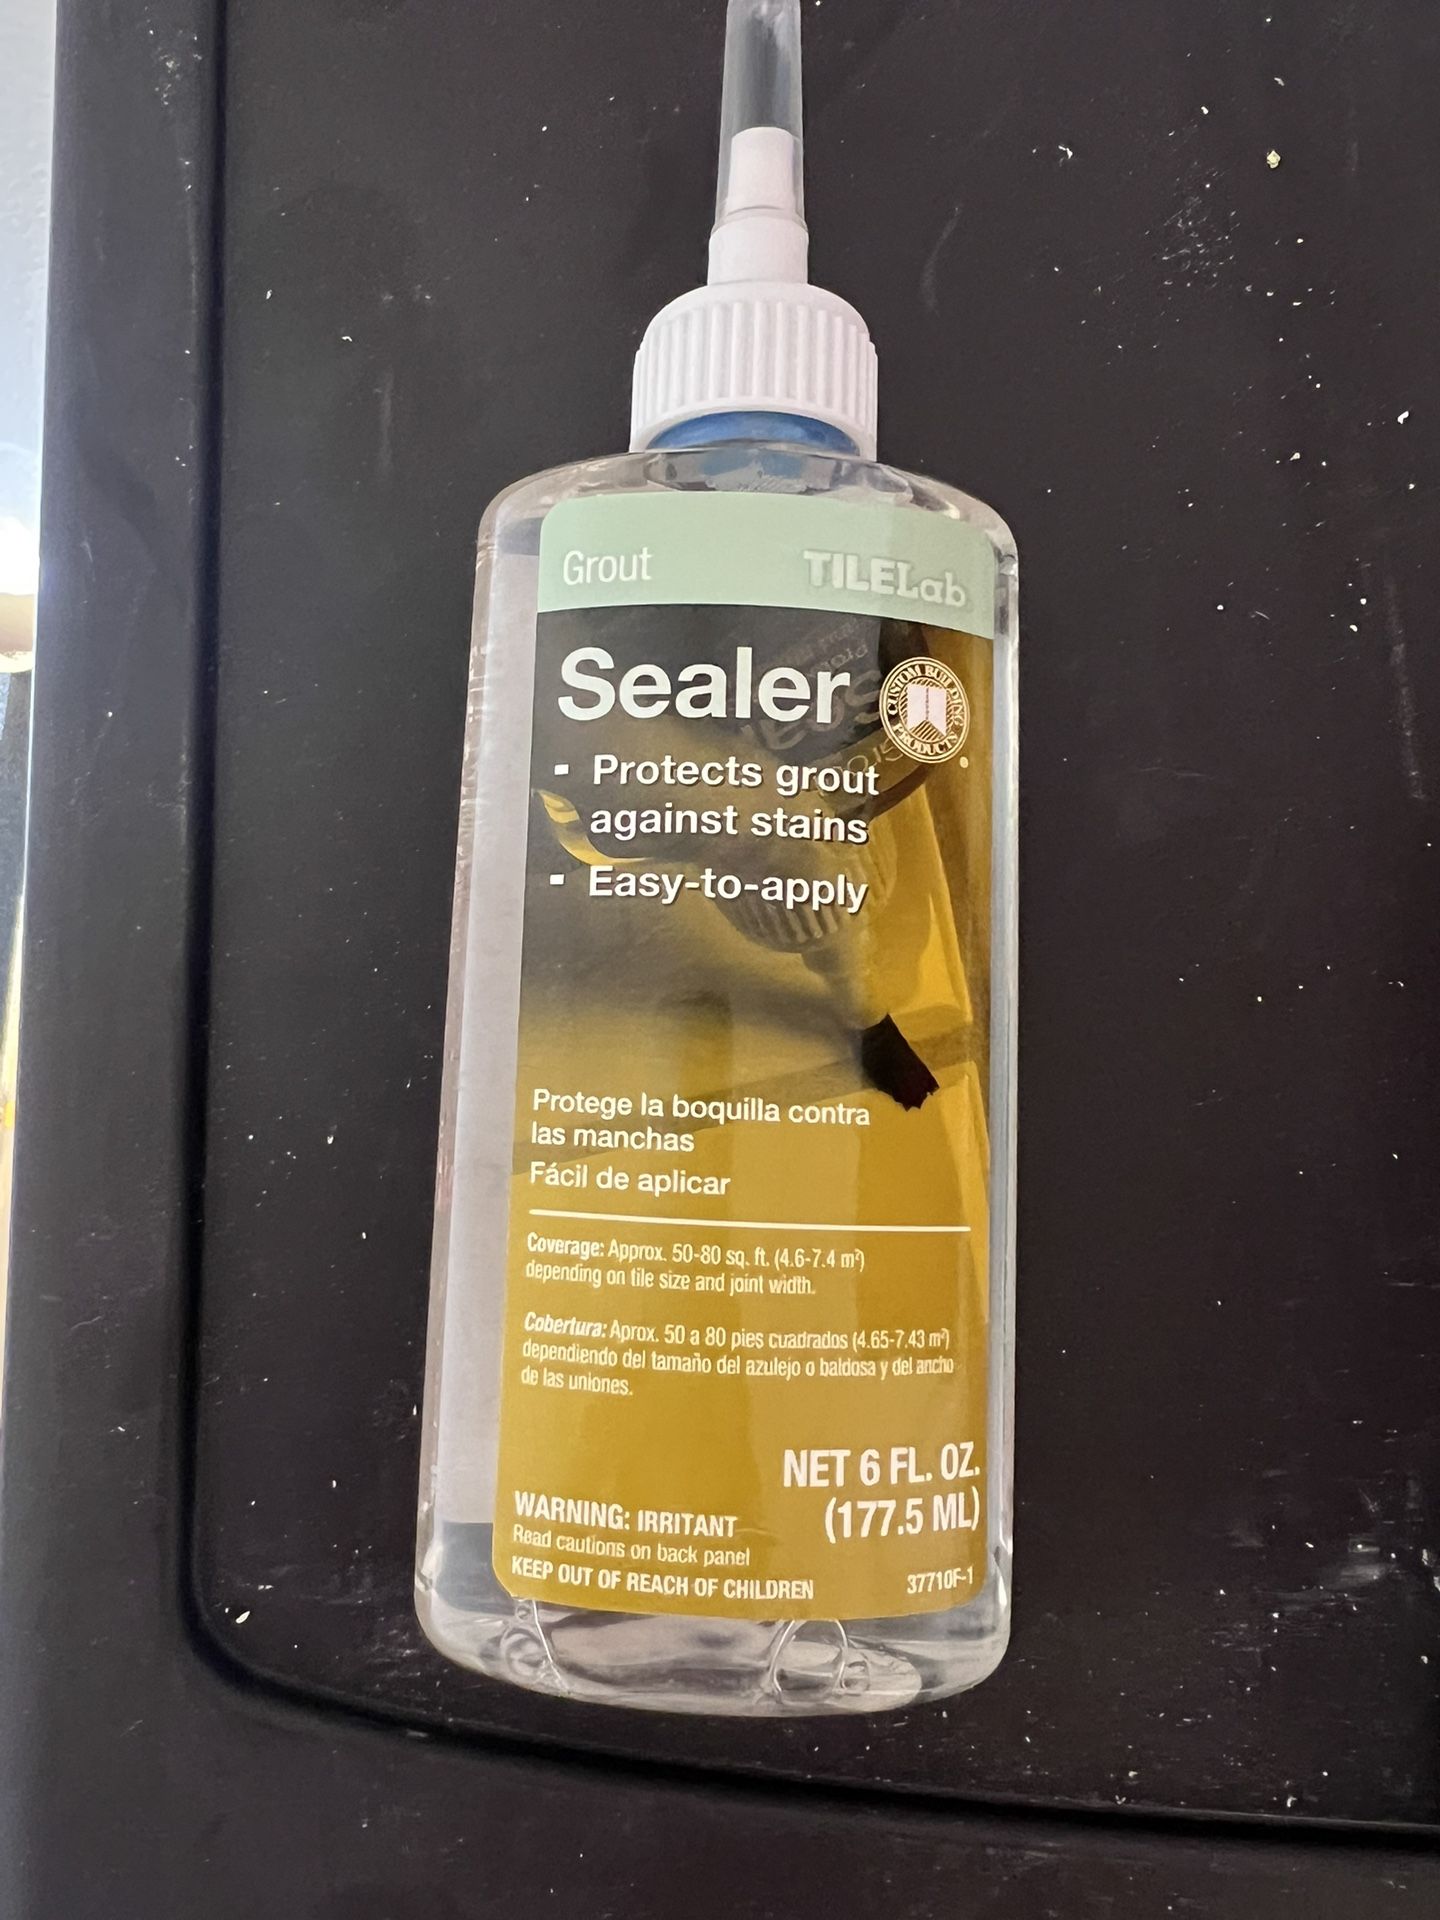 Grout
TILELab
Sealer
CUSTOM BUILDING PRODUCTS
- Protects grout
against stains
- Easy-to-apply
Protege la boquilla contra
las manchas
Fácil de aplicar
Coverage: Approx. 50-80 sq. ft. (4.6-7.4 m²)
depending on tile size and joint width.
Cobertura: Aprox. 50 a 80 pies cuadrados (4.65-7.43 m²)
dependiendo del tamaño del azulejo o baldosa y del ancho
de las uniones.
NET 6 FL. OZ.
(177.5 ML)
WARNING: IRRITANT
Read cautions on back panel
KEEP OUT OF REACH OF CHILDREN
37710F-1